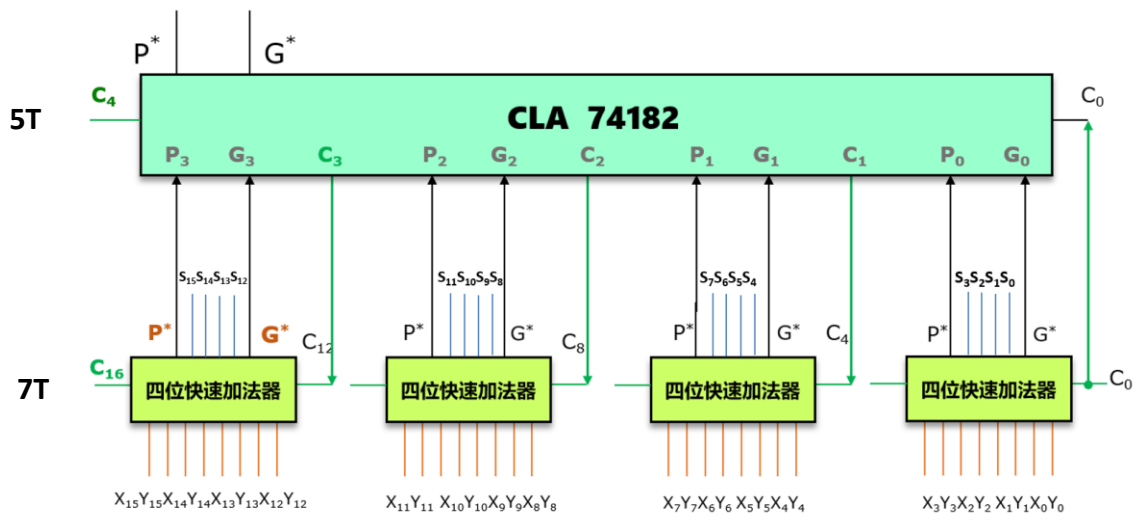 P* G*
C₄ C₀
5T CLA 74182
P₃ G₃ C₃ P₂ G₂ C₂ P₁ G₁ C₁ P₀ G₀
S₁₅S₁₄S₁₃S₁₂ S₁₁S₁₀S₉S₈ S₇S₆S₅S₄ S₃S₂S₁S₀
P* G* C₁₂ P* G* C₈ P* G* C₄ P* G*
C₁₆ C₀
7T 四位快速加法器 四位快速加法器 四位快速加法器 四位快速加法器
X₁₅Y₁₅X₁₄Y₁₄X₁₃Y₁₃X₁₂Y₁₂ X₁₁Y₁₁ X₁₀Y₁₀X₉Y₉X₈Y₈ X₇Y₇X₆Y₆ X₅Y₅X₄Y₄ X₃Y₃X₂Y₂ X₁Y₁X₀Y₀